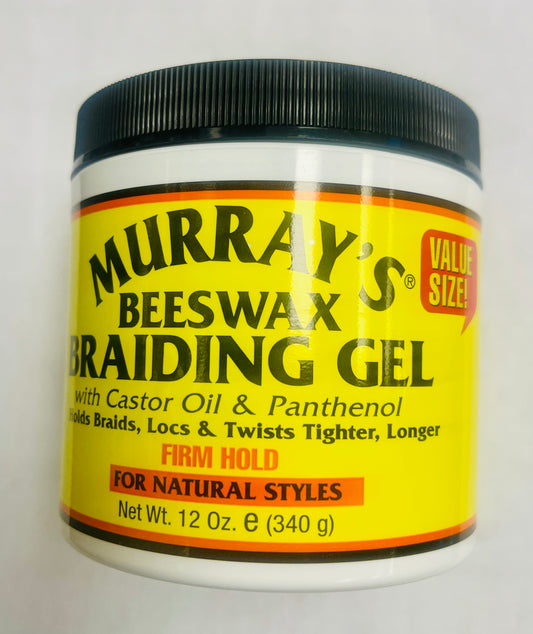 MURRAY'S®
VALUE
SIZE!
BEESWAX
BRAIDING GEL
with Castor Oil & Panthenol
Holds Braids, Locs & Twists Tighter, Longer
FIRM HOLD
FOR NATURAL STYLES
Net Wt. 12 Oz. e (340 g)